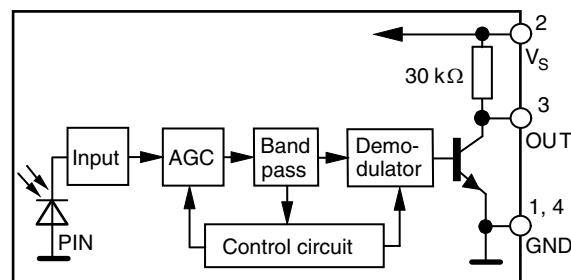 2
V_S
30 kΩ
3
OUT
Input
AGC
Band
pass
Demo-
dulator
1, 4
GND
PIN
Control circuit